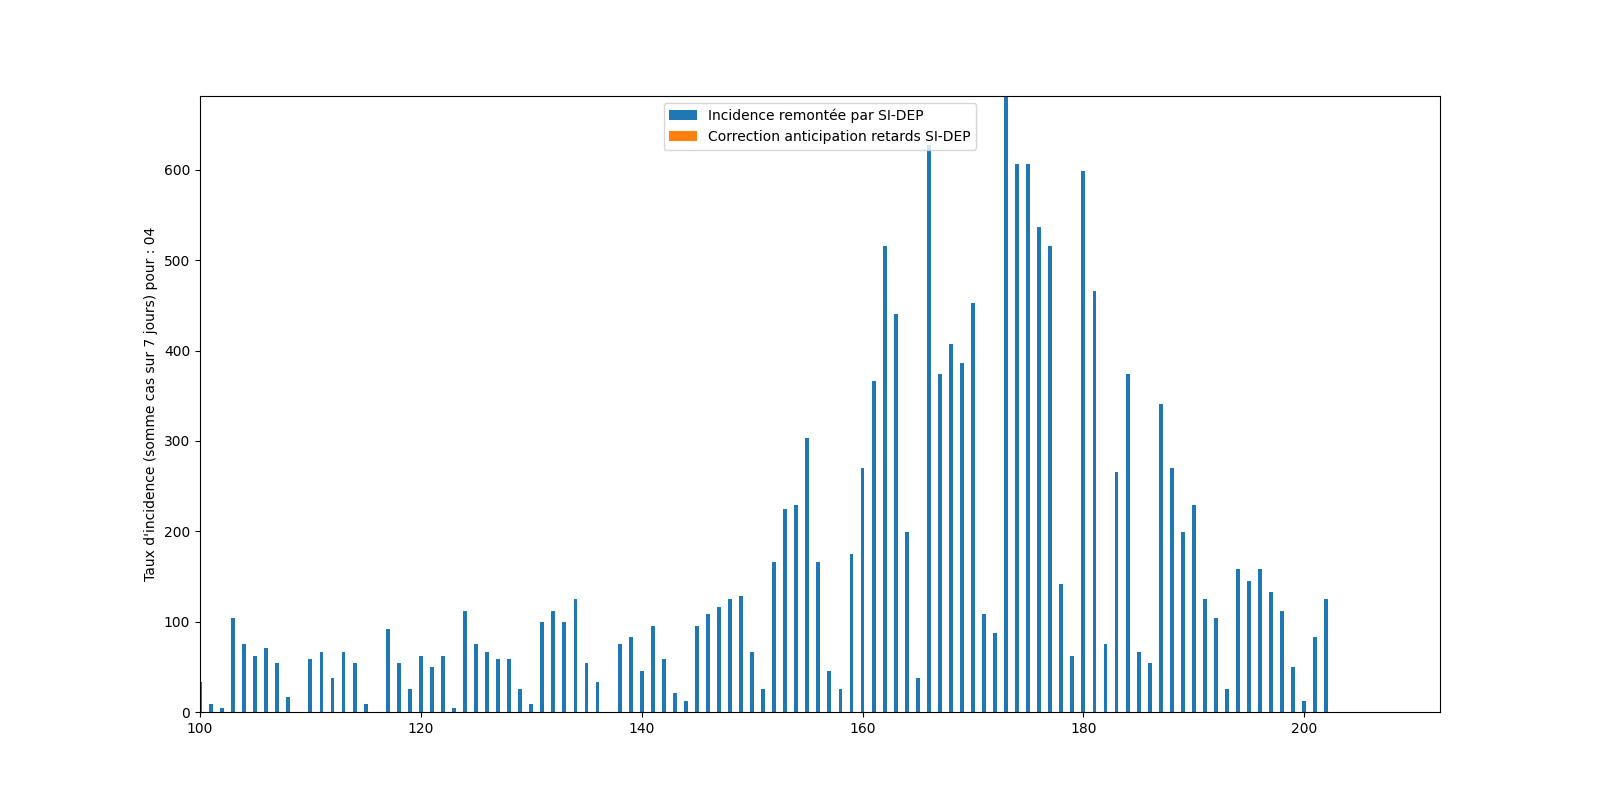 Incidence remontée par SI-DEP
Correction anticipation retards SI-DEP
Taux d'incidence (somme cas sur 7 jours) pour : 04
600
500
400
300
200
100
0
100 120 140 160 180 200